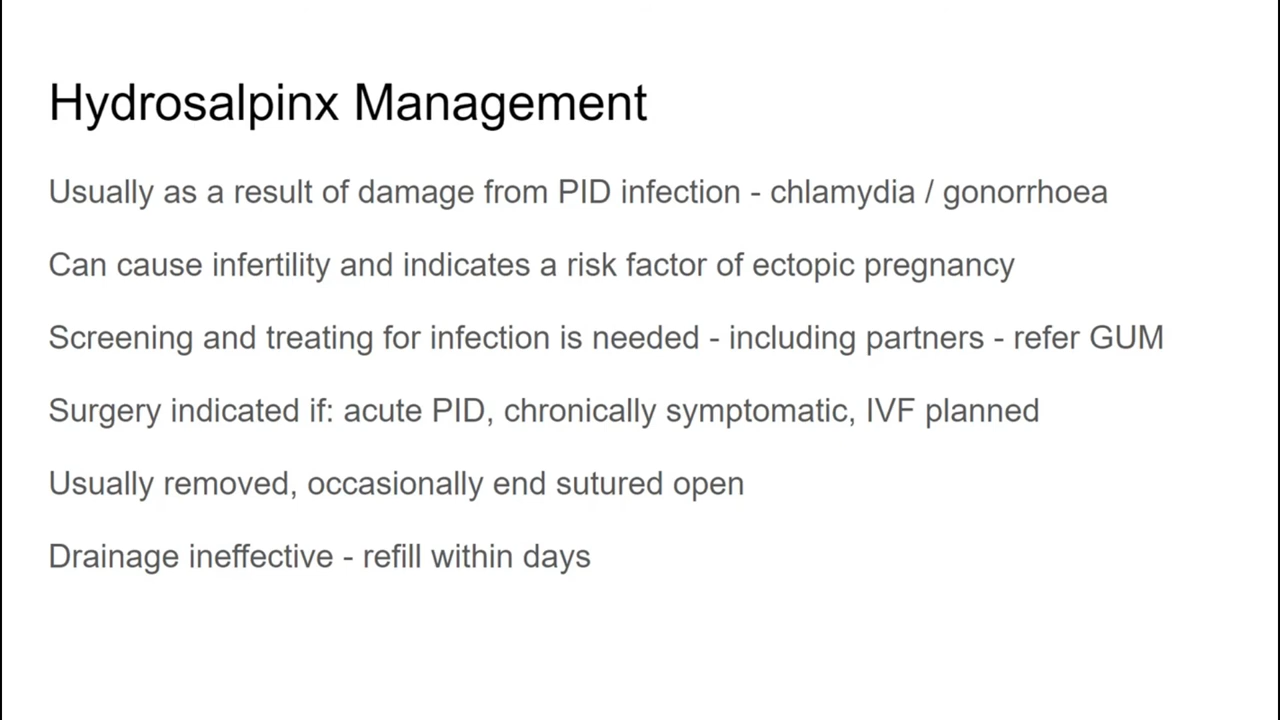 Hydrosalpinx Management
Usually as a result of damage from PID infection - chlamydia / gonorrhoea
Can cause infertility and indicates a risk factor of ectopic pregnancy
Screening and treating for infection is needed - including partners - refer GUM
Surgery indicated if: acute PID, chronically symptomatic, IVF planned
Usually removed, occasionally end sutured open
Drainage ineffective - refill within days